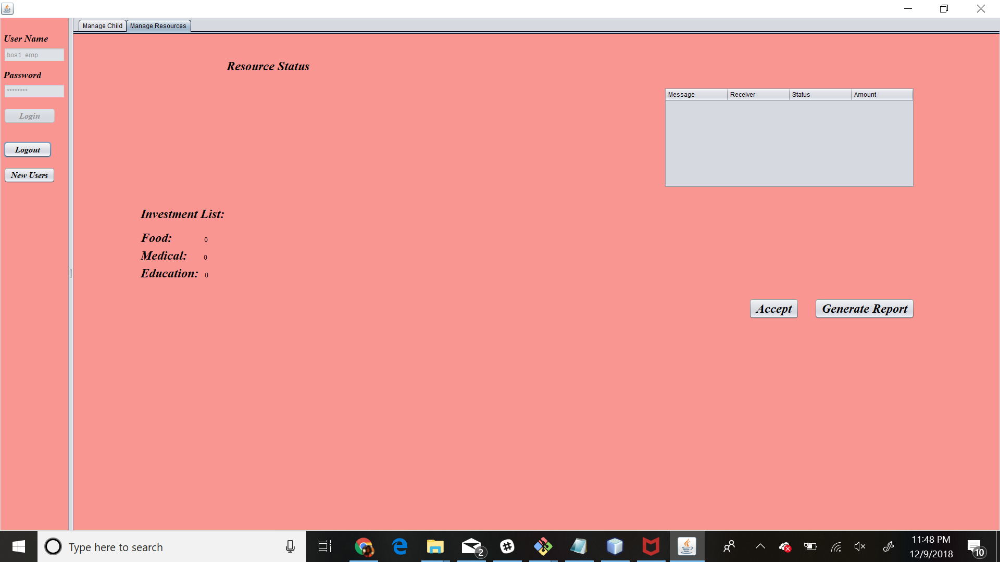 Manage Child Manage Resources
User Name
bos1_emp
Password
********
Login
Logout
New Users
Resource Status
Message Receiver Status Amount
Investment List:
Food: 0
Medical: 0
Education: 0
Accept Generate Report
Type here to search
2
11:48 PM
12/9/2018
10